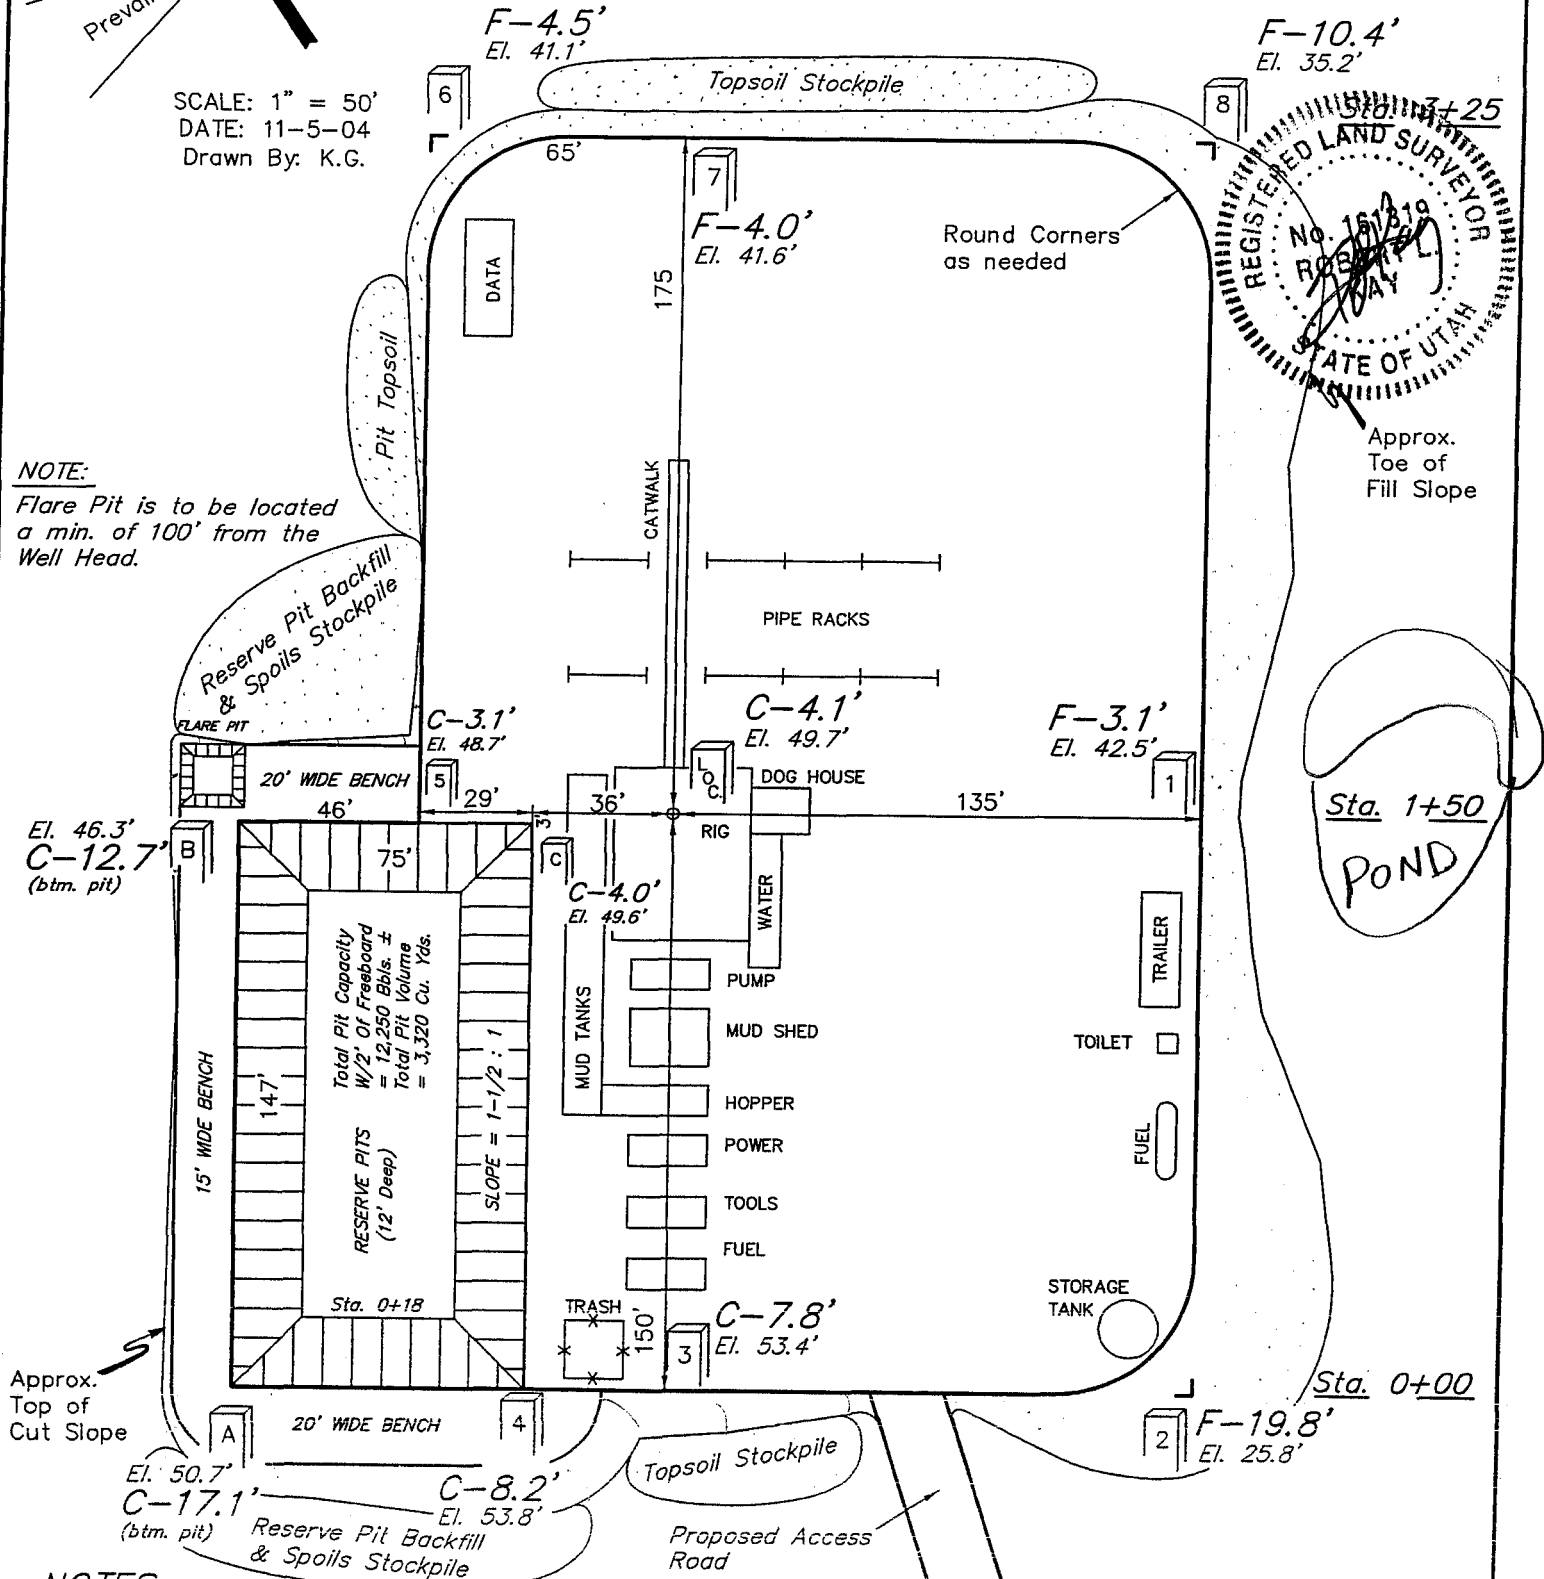 Prevai
SCALE: 1" = 50'
DATE: 11-5-04
Drawn By: K.G.
F-4.5'
El. 41.1'
6
Topsoil Stockpile
F-10.4'
El. 35.2'
8
Sta. 3+25
REGISTERED LAND SURVEYOR
No. 161319
ROBERT L.
KAY
STATE OF UTAH
65'
7
F-4.0'
El. 41.6'
175
DATA
Round Corners
as needed
Approx.
Toe of
Fill Slope
Pit Topsoil
NOTE:
Flare Pit is to be located
a min. of 100' from the
Well Head.
CATWALK
PIPE RACKS
Reserve Pit Backfill
& Spoils Stockpile
FLARE PIT
C-3.1'
El. 48.7'
5
20' WIDE BENCH
46'
29'
3'
36'
C-4.1'
El. 49.7'
LOC.
DOG HOUSE
RIG
135'
F-3.1'
El. 42.5'
1
Sta. 1+50
POND
El. 46.3'
C-12.7'
(btm. pit)
B
75'
C
C-4.0'
El. 49.6'
WATER
TRAILER
Total Pit Capacity
W/2' Of Freeboard
= 12,250 Bbls. ±
Total Pit Volume
= 3,320 Cu. Yds.
RESERVE PITS
(12' Deep)
147'
15' WIDE BENCH
SLOPE = 1-1/2 : 1
MUD TANKS
PUMP
MUD SHED
HOPPER
POWER
TOOLS
FUEL
TOILET
FUEL
STORAGE
TANK
Sta. 0+18
TRASH
150'
3
C-7.8'
El. 53.4'
Sta. 0+00
2
F-19.8'
El. 25.8'
Approx.
Top of
Cut Slope
A
20' WIDE BENCH
4
El. 50.7'
C-17.1'
(btm. pit)
C-8.2'
El. 53.8'
Topsoil Stockpile
Reserve Pit Backfill
& Spoils Stockpile
Proposed Access
Road
NOTES